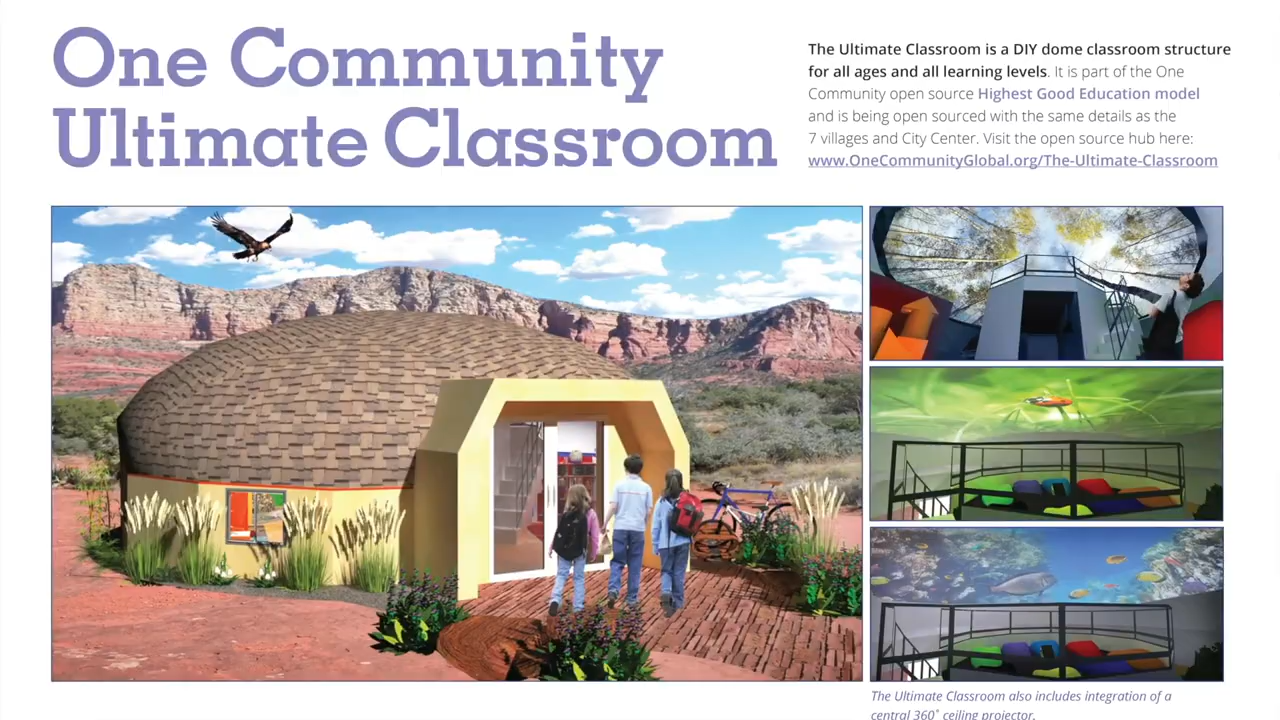 One Community
Ultimate Classroom
The Ultimate Classroom is a DIY dome classroom structure
for all ages and all learning levels. It is part of the One
Community open source Highest Good Education model
and is being open sourced with the same details as the
7 villages and City Center. Visit the open source hub here:
www.OneCommunityGlobal.org/The-Ultimate-Classroom
The Ultimate Classroom also includes integration of a
central 360˚ ceiling projector.